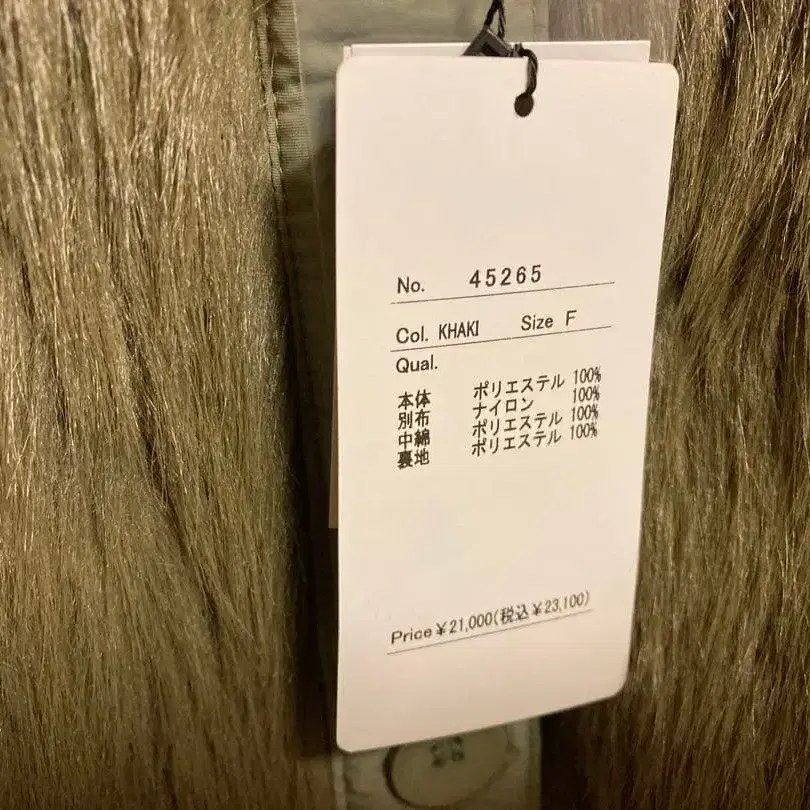 No. 45265
Col. KHAKI Size F
Qual.
本体 ポリエステル 100%
別布 ナイロン 100%
中綿 ポリエステル 100%
裏地 ポリエステル 100%
Price ¥21,000(税込¥23,100)